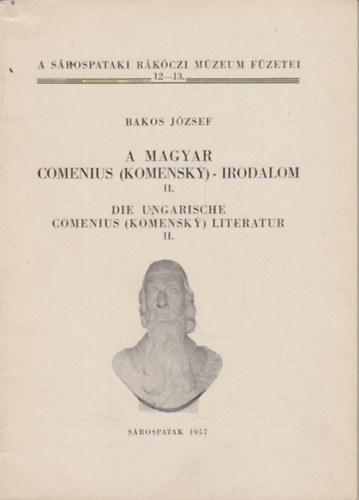 A SÁROSPATAKI RÁKÓCZI MÚZEUM FÜZETEI
12—13.
BAKOS JÓZSEF
A MAGYAR
COMENIUS (KOMENSKÝ) - IRODALOM
II.
DIE UNGARISCHE
COMENIUS (KOMENSKÝ) LITERATUR
II.
SÁROSPATAK 1957